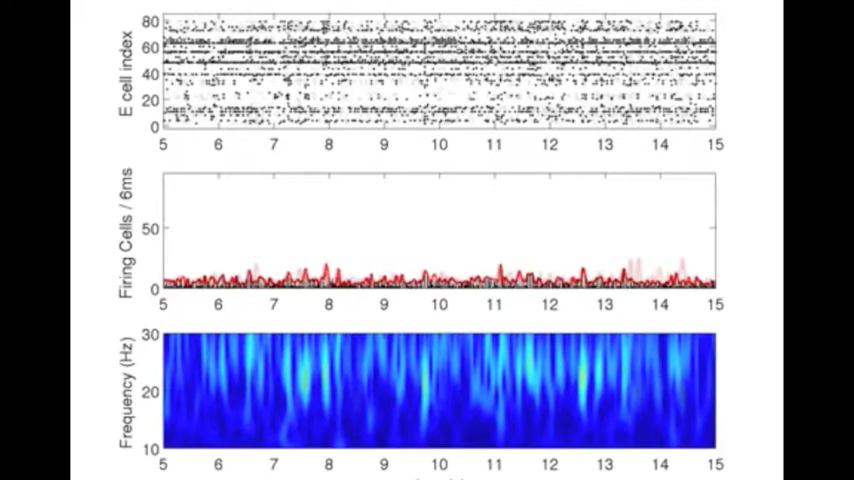 E cell index
80
60
40
20
0
5 6 7 8 9 10 11 12 13 14 15
Firing Cells / 6ms
50
0
5 6 7 8 9 10 11 12 13 14 15
Frequency (Hz)
30
20
10
5 6 7 8 9 10 11 12 13 14 15